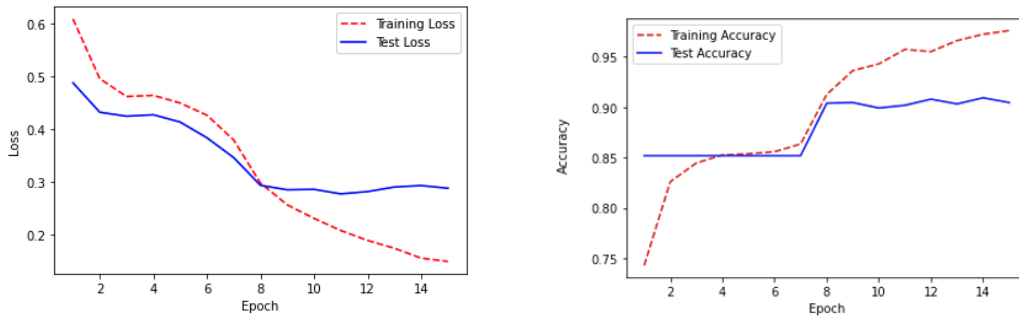 0.6
0.5
0.4
0.3
0.2
Loss
Training Loss
Test Loss
2 4 6 8 10 12 14
Epoch
0.95
0.90
0.85
0.80
0.75
Accuracy
Training Accuracy
Test Accuracy
2 4 6 8 10 12 14
Epoch